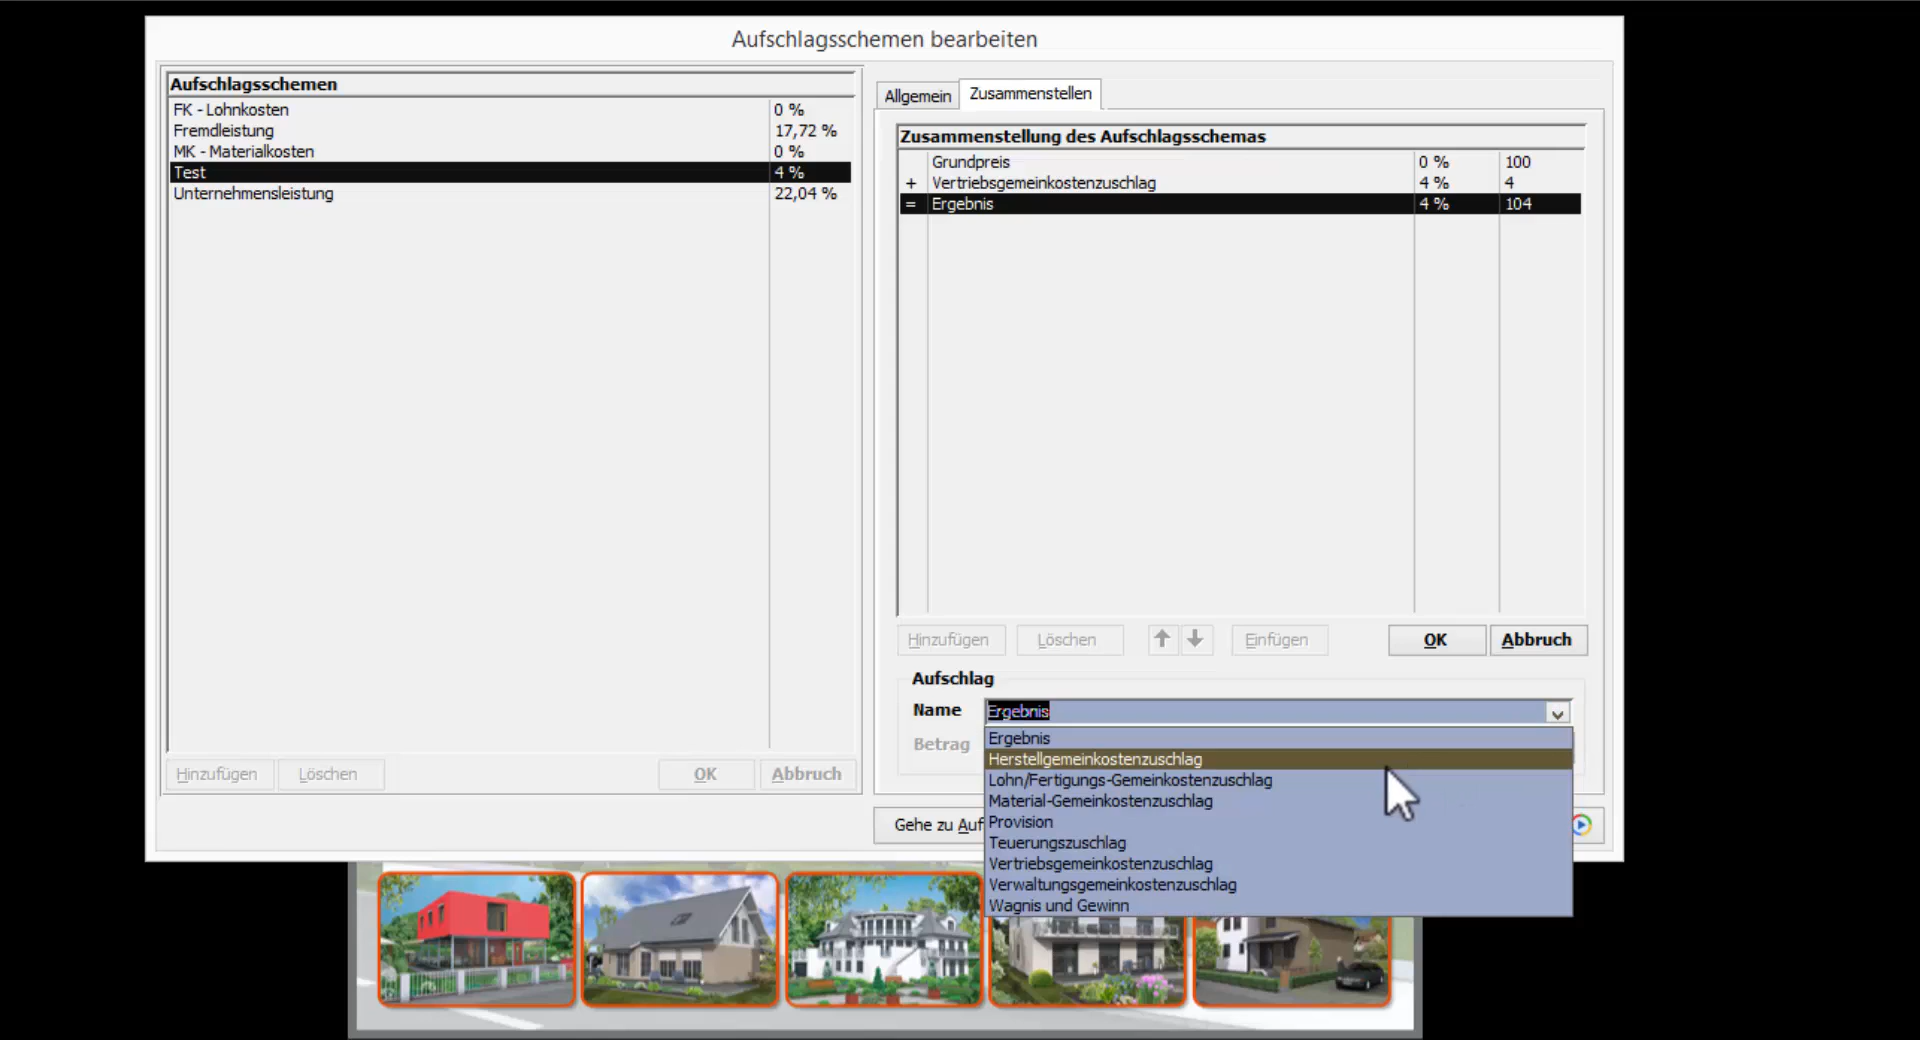 Aufschlagsschemen bearbeiten
Aufschlagsschemen
FK - Lohnkosten 0 %
Fremdleistung 17,72 %
MK - Materialkosten 0 %
Test 4 %
Unternehmensleistung 22,04 %
Hinzufügen Löschen OK Abbruch
Allgemein Zusammenstellen
Zusammenstellung des Aufschlagsschemas
Grundpreis 0 % 100
+ Vertriebsgemeinkostenzuschlag 4 % 4
= Ergebnis 4 % 104
Hinzufügen Löschen Einfügen OK Abbruch
Aufschlag
Name Ergebnis
Betrag
Ergebnis
Herstellgemeinkostenzuschlag
Lohn/Fertigungs-Gemeinkostenzuschlag
Material-Gemeinkostenzuschlag
Provision
Teuerungszuschlag
Vertriebsgemeinkostenzuschlag
Verwaltungsgemeinkostenzuschlag
Wagnis und Gewinn
Gehe zu Auf